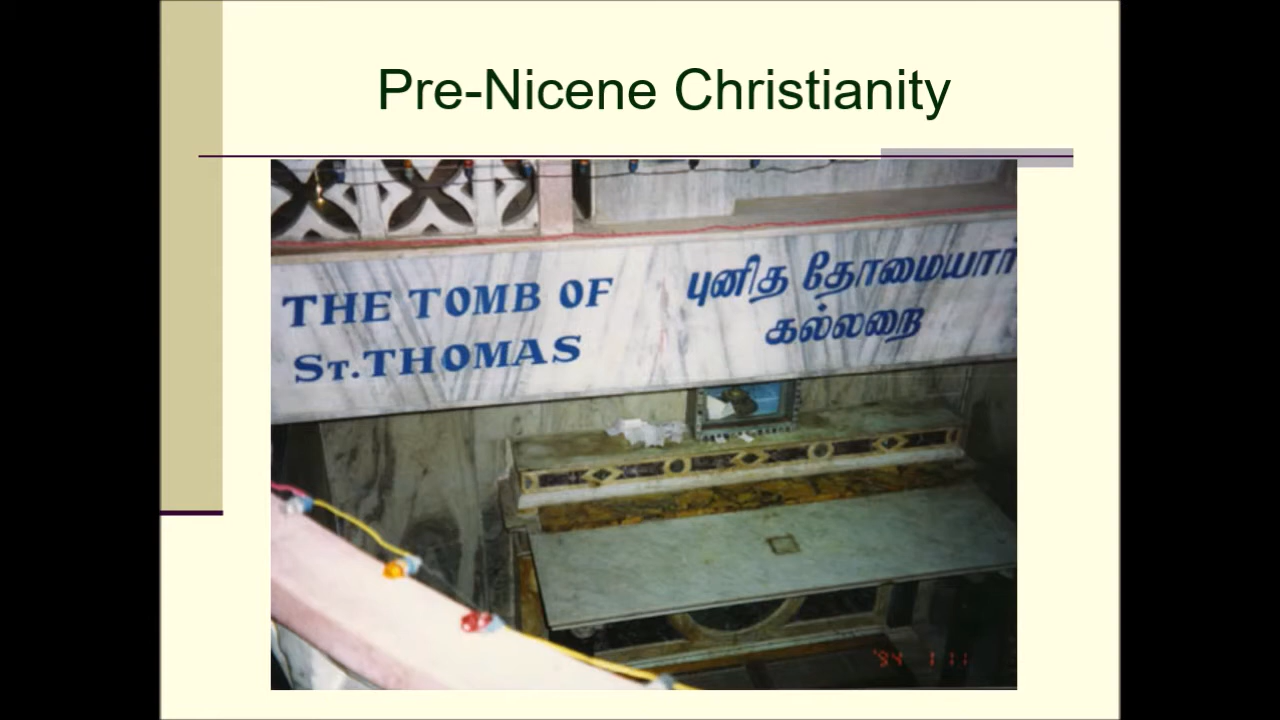 Pre-Nicene Christianity
THE TOMB OF
ST. THOMAS
புனித தோமையார்
கல்லறை
'94 1 11